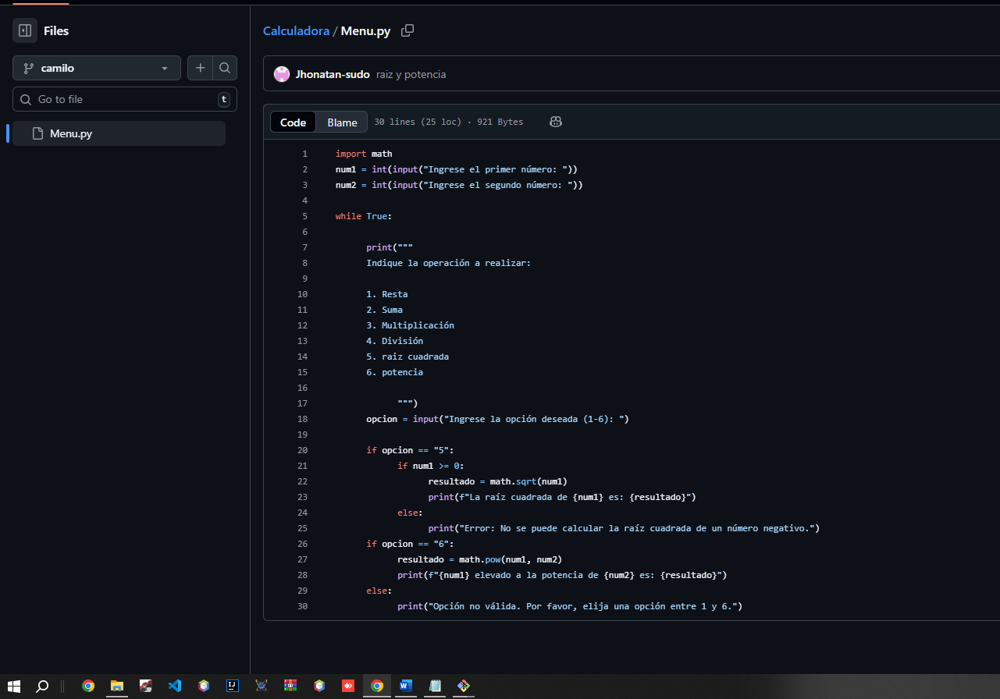 Files
camilo
Go to file
t
Menu.py
Calculadora / Menu.py
Jhonatan-sudo raiz y potencia
Code Blame 30 lines (25 loc) · 921 Bytes
1 import math
2 num1 = int(input("Ingrese el primer número: "))
3 num2 = int(input("Ingrese el segundo número: "))
4
5 while True:
6
7 print("""
8 Indique la operación a realizar:
9
10 1. Resta
11 2. Suma
12 3. Multiplicación
13 4. División
14 5. raiz cuadrada
15 6. potencia
16
17 """)
18 opcion = input("Ingrese la opción deseada (1-6): ")
19
20 if opcion == "5":
21 if num1 >= 0:
22 resultado = math.sqrt(num1)
23 print(f"La raíz cuadrada de {num1} es: {resultado}")
24 else:
25 print("Error: No se puede calcular la raíz cuadrada de un número negativo.")
26 if opcion == "6":
27 resultado = math.pow(num1, num2)
28 print(f"{num1} elevado a la potencia de {num2} es: {resultado}")
29 else:
30 print("Opción no válida. Por favor, elija una opción entre 1 y 6.")